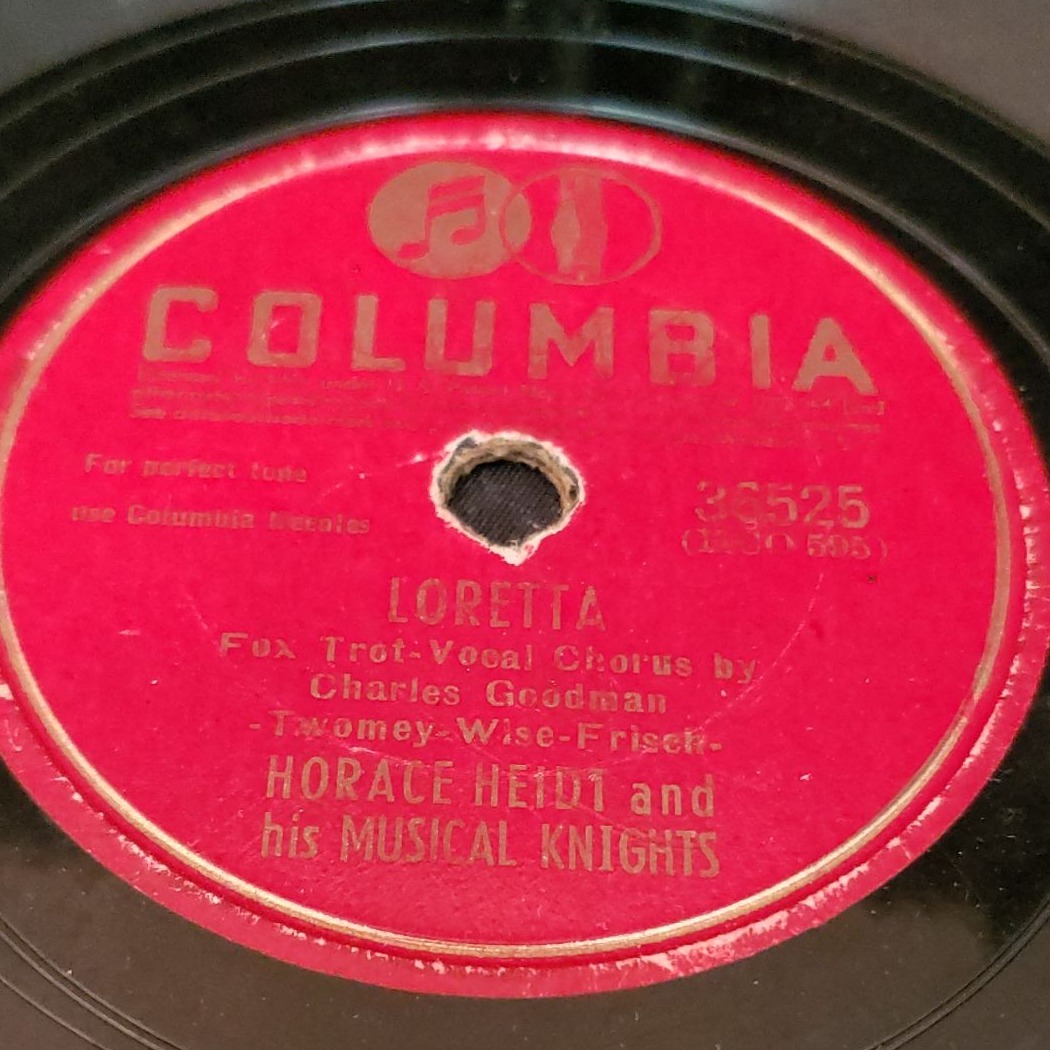 COLUMBIA
For perfect tone
use Columbia Needles
36525
LORETTA
Fox Trot-Vocal Chorus by
Charles Goodman
-Twomey-Wise-Frisch-
HORACE HEIDT and
his MUSICAL KNIGHTS